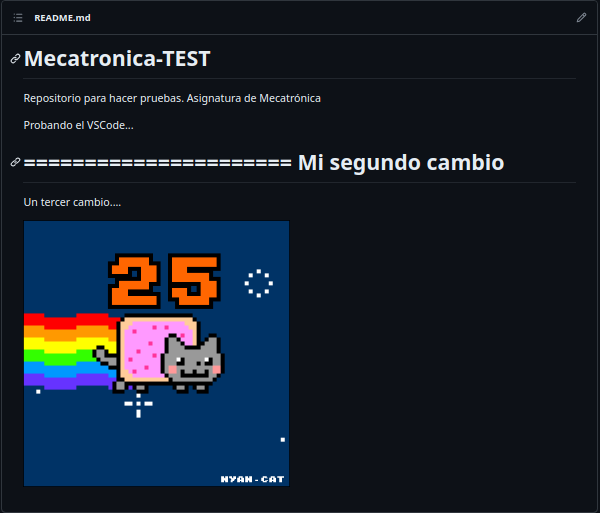 README.md
Mecatronica-TEST
Repositorio para hacer pruebas. Asignatura de Mecatrónica
Probando el VSCode...
====================== Mi segundo cambio
Un tercer cambio....
25
NYAN-CAT